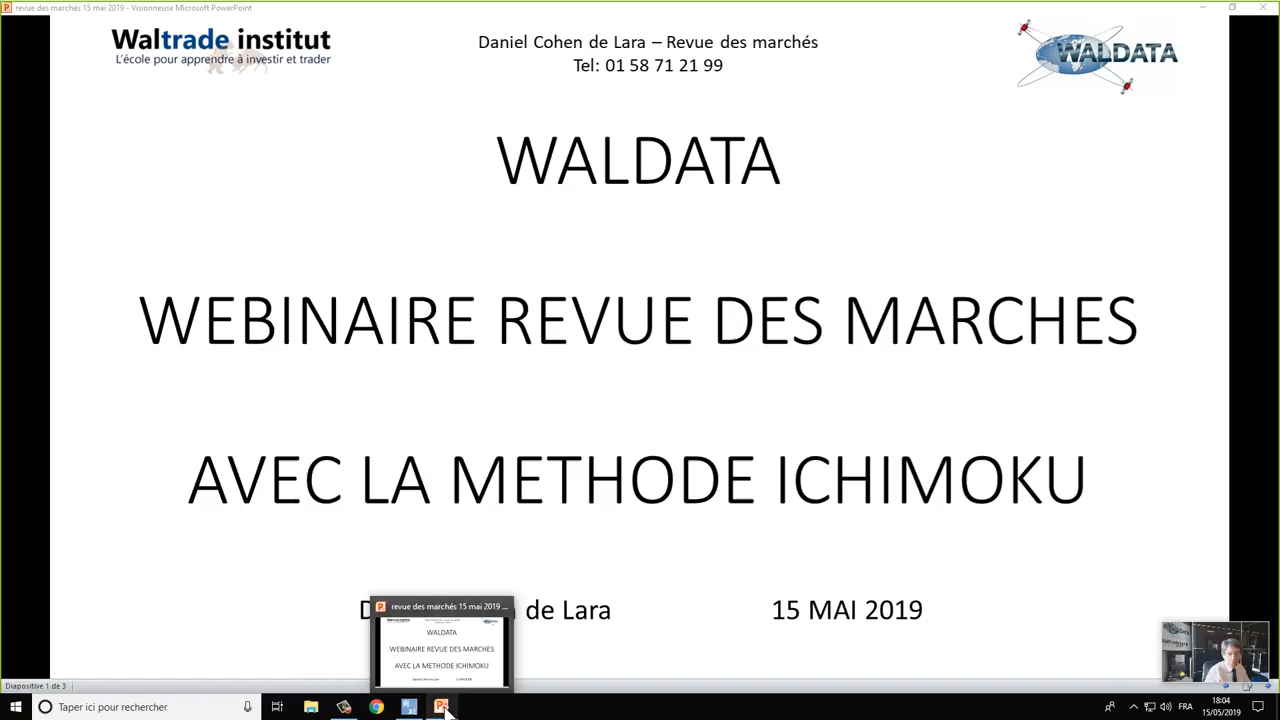 revue des marchés 15 mai 2019 - Visionneuse Microsoft PowerPoint
Waltrade institut
L'école pour apprendre à investir et trader
Daniel Cohen de Lara – Revue des marchés
Tel: 01 58 71 21 99
WALDATA
WALDATA
WEBINAIRE REVUE DES MARCHES
AVEC LA METHODE ICHIMOKU
de Lara 15 MAI 2019
revue des marchés 15 mai 2019 ...
WALDATA
WEBINAIRE REVUE DES MARCHES
AVEC LA METHODE ICHIMOKU
Diapositive 1 de 3
Taper ici pour rechercher
FRA
18:04
15/05/2019